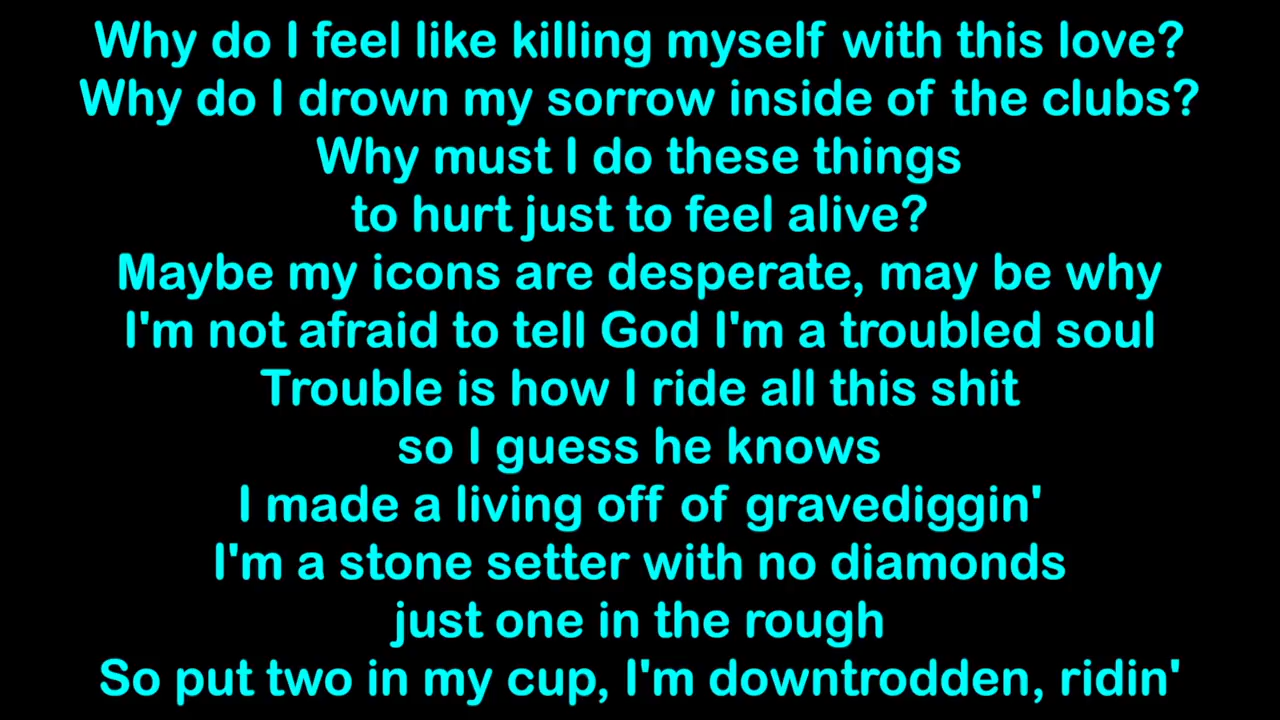 Why do I feel like killing myself with this love?
Why do I drown my sorrow inside of the clubs?
Why must I do these things
to hurt just to feel alive?
Maybe my icons are desperate, may be why
I'm not afraid to tell God I'm a troubled soul
Trouble is how I ride all this shit
so I guess he knows
I made a living off of gravediggin'
I'm a stone setter with no diamonds
just one in the rough
So put two in my cup, I'm downtrodden, ridin'